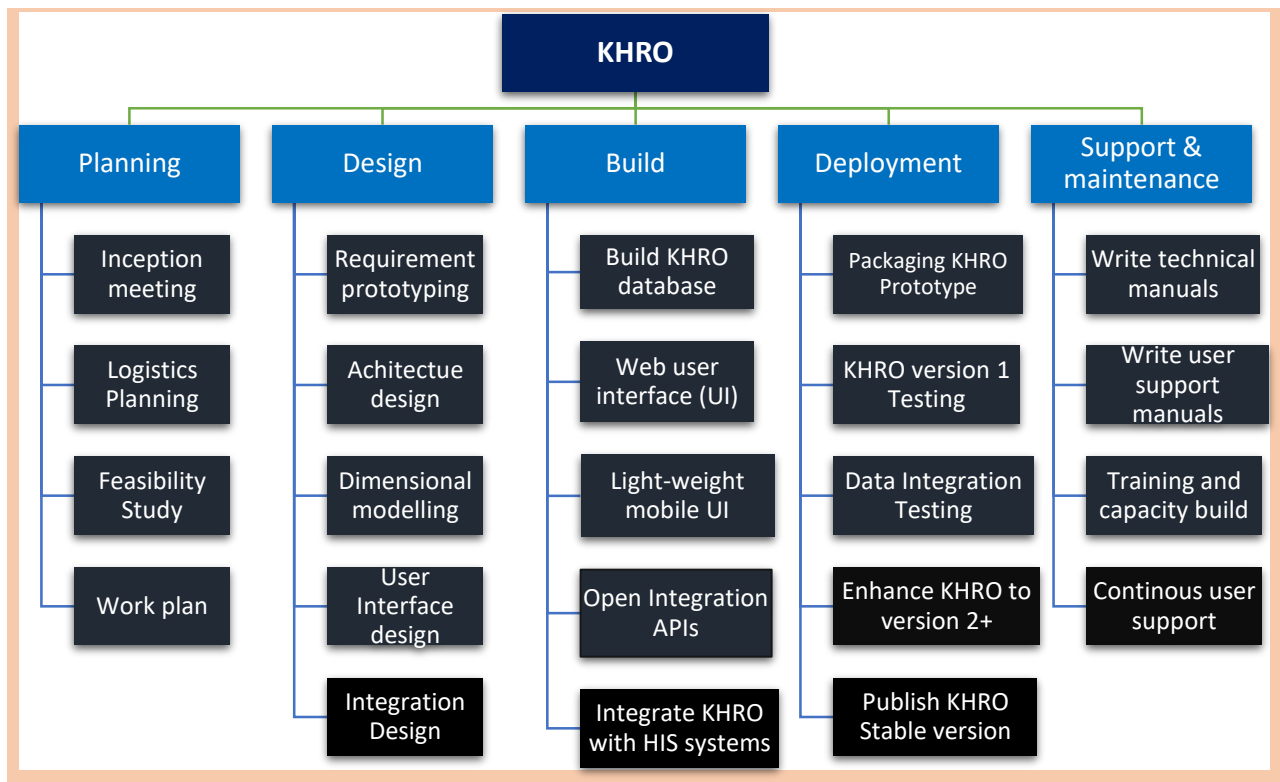 KHRO
Planning
Inception
meeting
Logistics
Planning
Feasibility
Study
Work plan
Design
Requirement
prototyping
Achitectue
design
Dimensional
modelling
User
Interface
design
Integration
Design
Build
Build KHRO
database
Web user
interface (UI)
Light-weight
mobile UI
Open Integration
APIs
Integrate KHRO
with HIS systems
Deployment
Packaging KHRO
Prototype
KHRO version 1
Testing
Data Integration
Testing
Enhance KHRO to
version 2+
Publish KHRO
Stable version
Support &
maintenance
Write technical
manuals
Write user
support
manuals
Training and
capacity build
Continous user
support